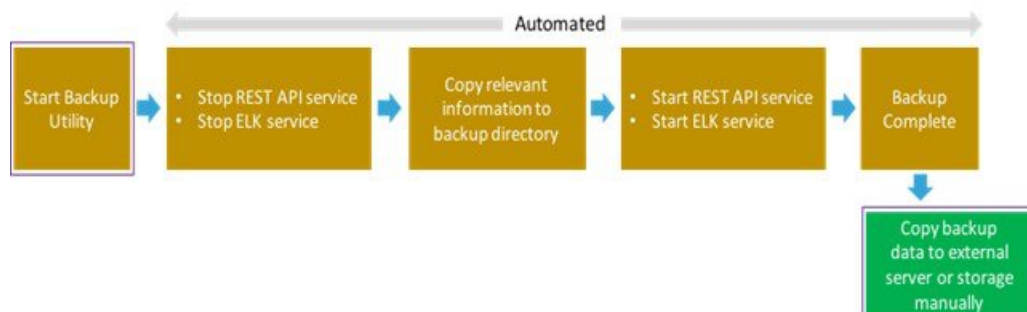 Automated
Start Backup
Utility
• Stop REST API service
• Stop ELK service
Copy relevant
information to
backup directory
• Start REST API service
• Start ELK service
Backup
Complete
Copy backup
data to external
server or storage
manually